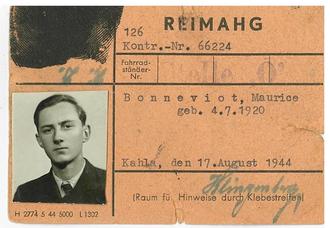 REIMAHG
126
Kontr.-Nr. 66224
Fahrrad-
ständer-
Nr.
Bonneviot, Maurice
geb. 4.7.1920
Kahla, den 17.August 1944
Klingenberg
(Raum für Hinweise durch Klebestreifen)
H 2774 5 44 5000 L 1302